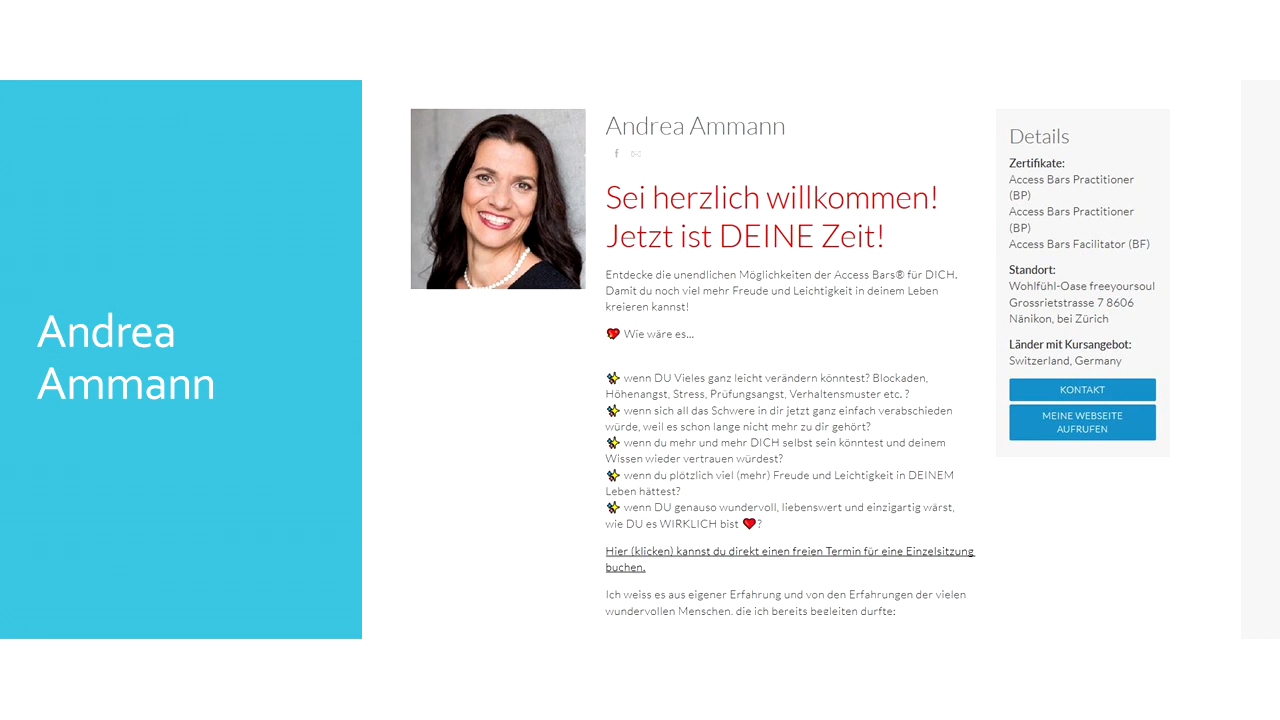 Andrea
Ammann
Andrea Ammann
Sei herzlich willkommen!
Jetzt ist DEINE Zeit!
Entdecke die unendlichen Möglichkeiten der Access Bars® für DICH.
Damit du noch viel mehr Freude und Leichtigkeit in deinem Leben
kreieren kannst!
❤️ Wie wäre es...
✨ wenn DU Vieles ganz leicht verändern könntest? Blockaden,
Höhenangst, Stress, Prüfungsangst, Verhaltensmuster etc. ?
✨ wenn sich all das Schwere in dir jetzt ganz einfach verabschieden
würde, weil es schon lange nicht mehr zu dir gehört?
✨ wenn du mehr und mehr DICH selbst sein könntest und deinem
Wissen wieder vertrauen würdest?
✨ wenn du plötzlich viel (mehr) Freude und Leichtigkeit in DEINEM
Leben hättest?
✨ wenn DU genauso wundervoll, liebenswert und einzigartig wärst,
wie DU es WIRKLICH bist ❤️?
Hier (klicken) kannst du direkt einen freien Termin für eine Einzelsitzung
buchen.
Ich weiss es aus eigener Erfahrung und von den Erfahrungen der vielen
wundervollen Menschen, die ich bereits begleiten durfte:
Details
Zertifikate:
Access Bars Practitioner
(BP)
Access Bars Practitioner
(BP)
Access Bars Facilitator (BF)
Standort:
Wohlfühl-Oase freeyoursoul
Grossrietstrasse 7 8606
Nänikon, bei Zürich
Länder mit Kursangebot:
Switzerland, Germany
KONTAKT
MEINE WEBSEITE
AUFRUFEN